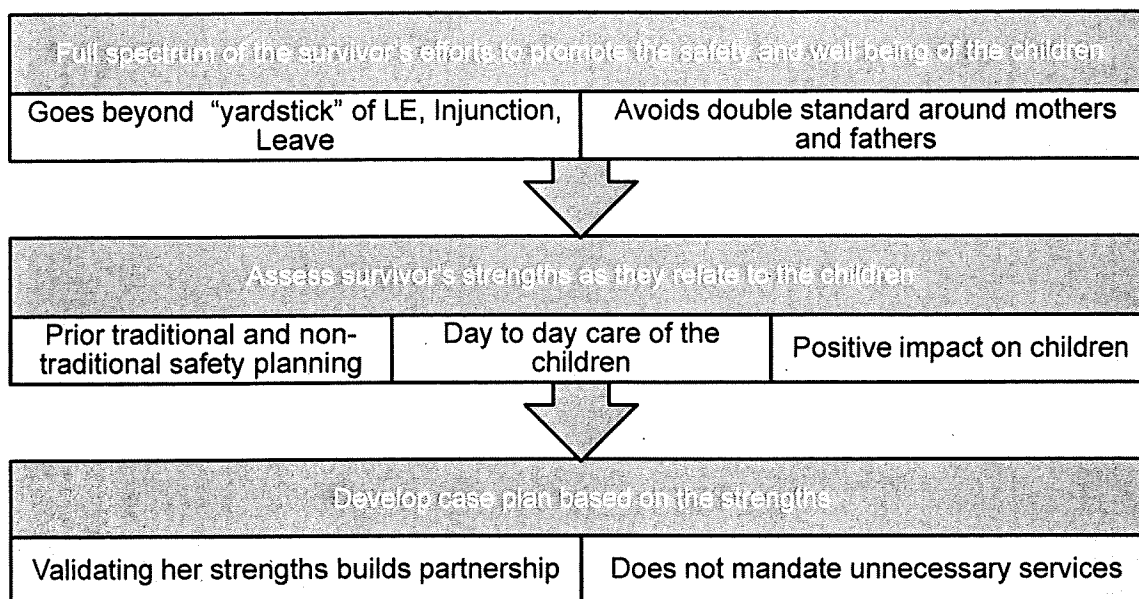 Full spectrum of the survivor's efforts to promote the safety and well being of the children
Goes beyond "yardstick" of LE, Injunction,
Leave
Avoids double standard around mothers
and fathers
Assess survivor's strengths as they relate to the children
Prior traditional and non-
traditional safety planning
Day to day care of the
children
Positive impact on children
Develop case plan based on the strengths
Validating her strengths builds partnership
Does not mandate unnecessary services